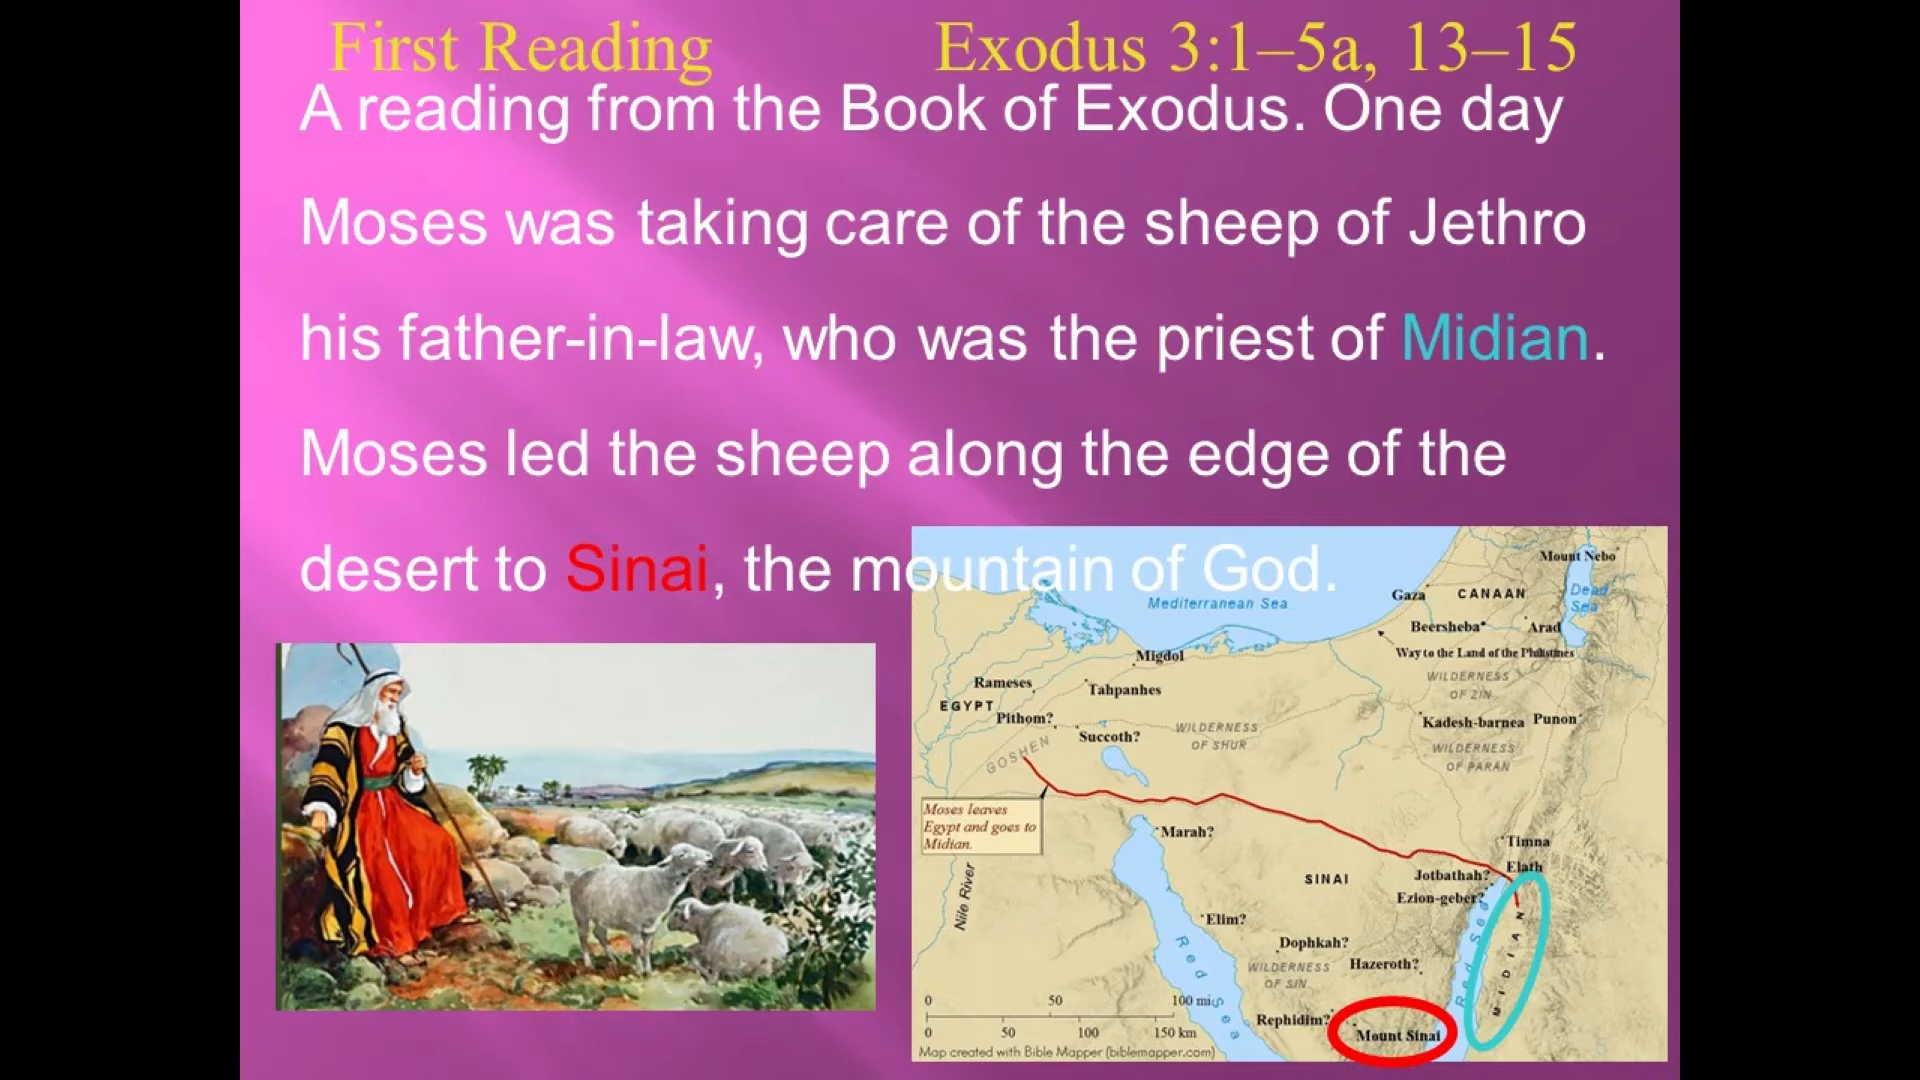 First Reading Exodus 3:1–5a, 13–15
A reading from the Book of Exodus. One day
Moses was taking care of the sheep of Jethro
his father-in-law, who was the priest of Midian.
Moses led the sheep along the edge of the
desert to Sinai, the mountain of God.
Mount Nebo
Mediterranean Sea
Gaza
CANAAN
Dead
Sea
Beersheba
Arad
Way to the Land of the Philistines
Migdol
WILDERNESS
OF ZIN
Rameses
Tahpanhes
EGYPT
Pithom?
Kadesh-barnea
Punon
Succoth?
WILDERNESS
OF SHUR
GOSHEN
WILDERNESS
OF PARAN
Moses leaves
Egypt and goes to
Midian.
Marah?
Timna
Elath
Nile River
SINAI
Jotbathah?
Ezion-geber?
Elim?
Red Sea
Red Sea
MIDIAN
Dophkah?
Hazeroth?
WILDERNESS
OF SIN
0 50 100 mi
Rephidim?
Mount Sinai
0 50 100 150 km
Map created with Bible Mapper (biblemapper.com)